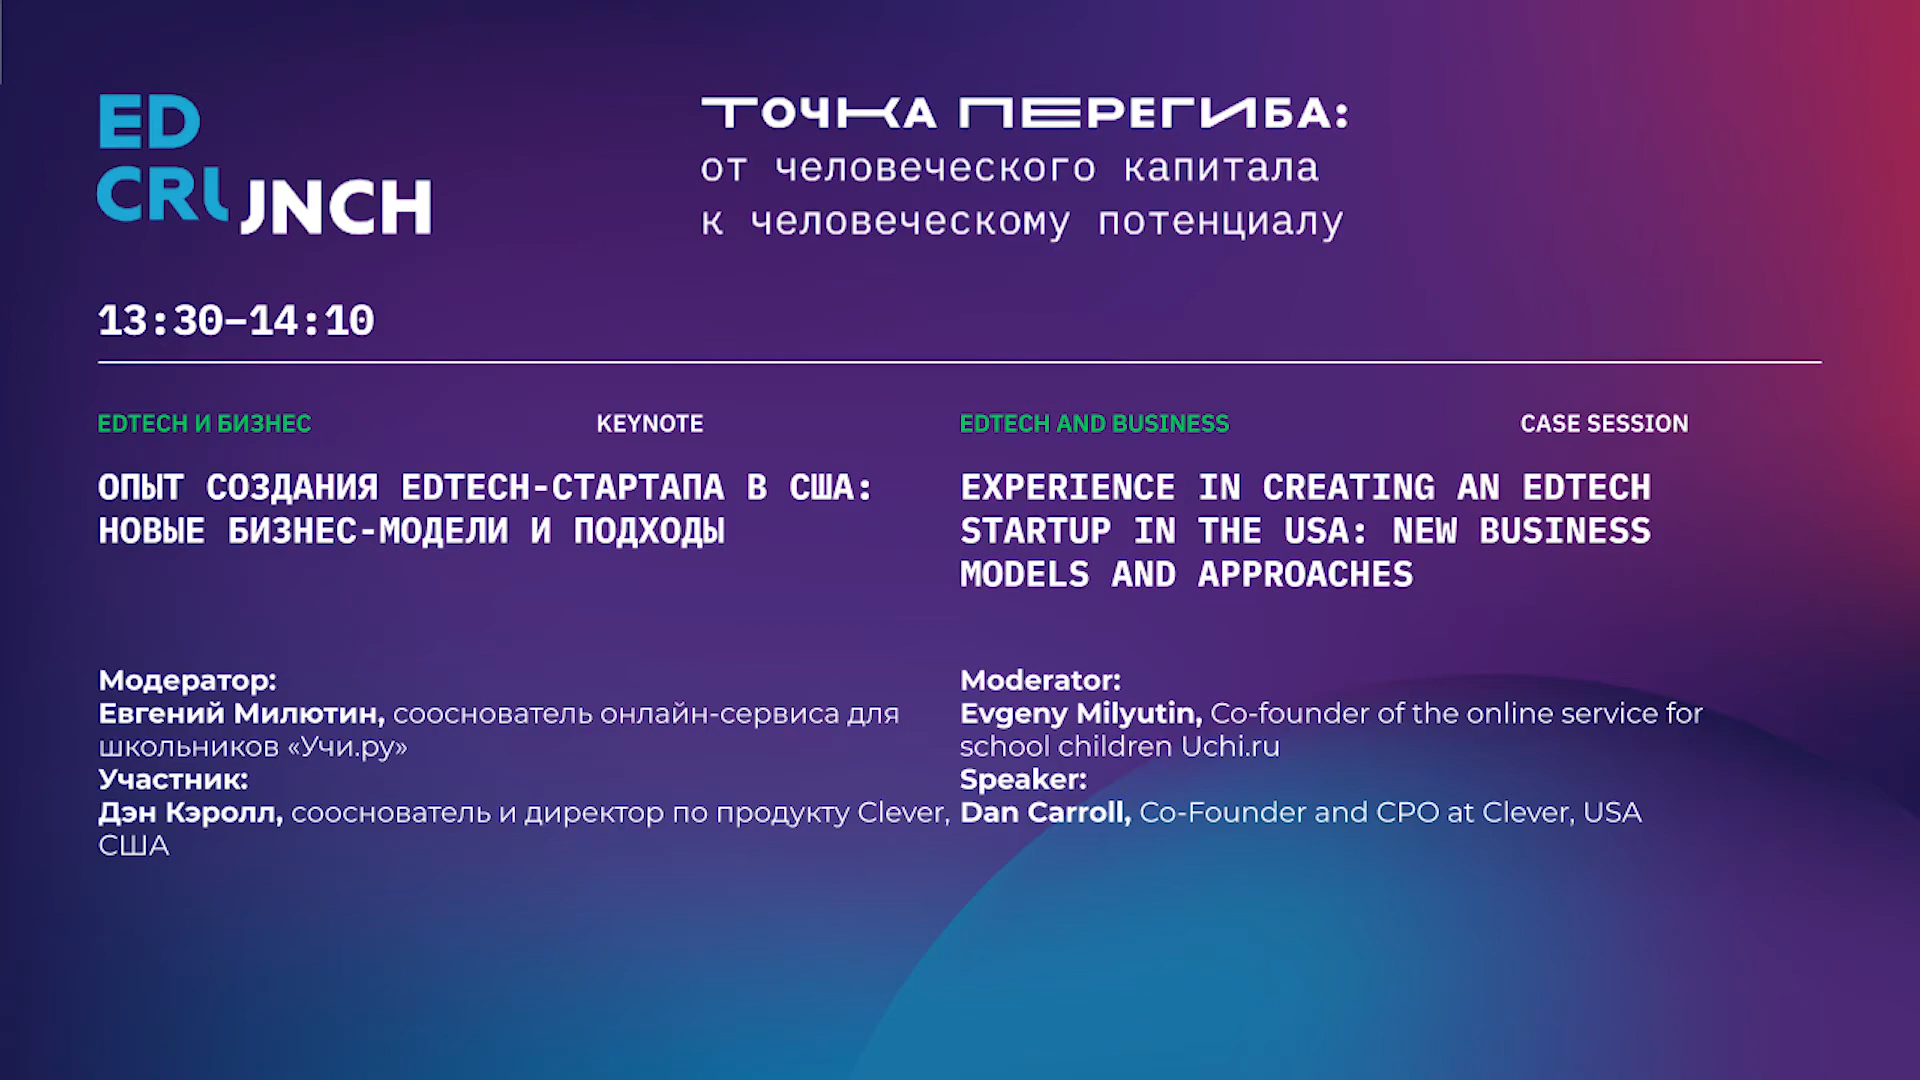 ED
CRUNCH
ТОЧКА ПЕРЕГИБА:
от человеческого капитала
к человеческому потенциалу
13:30–14:10
EDTECH И БИЗНЕС
KEYNOTE
ОПЫТ СОЗДАНИЯ EDTECH-СТАРТАПА В США:
НОВЫЕ БИЗНЕС-МОДЕЛИ И ПОДХОДЫ
Модератор:
Евгений Милютин, сооснователь онлайн-сервиса для
школьников «Учи.ру»
Участник:
Дэн Кэролл, сооснователь и директор по продукту Clever,
США
EDTECH AND BUSINESS
CASE SESSION
EXPERIENCE IN CREATING AN EDTECH
STARTUP IN THE USA: NEW BUSINESS
MODELS AND APPROACHES
Moderator:
Evgeny Milyutin, Co-founder of the online service for
school children Uchi.ru
Speaker:
Dan Carroll, Co-Founder and CPO at Clever, USA